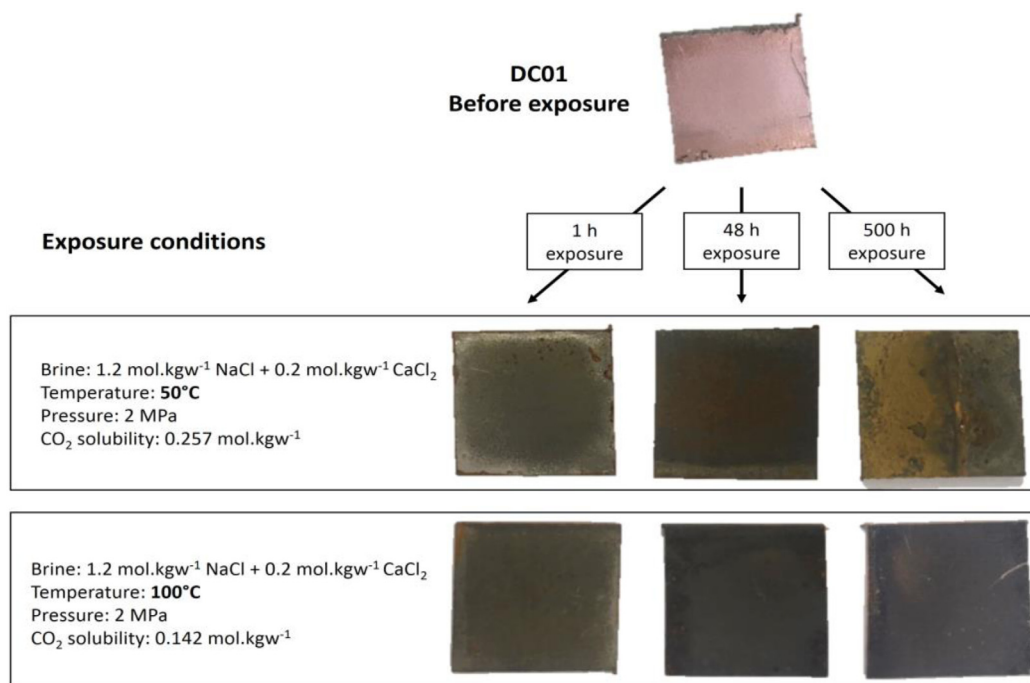 DC01
Before exposure
Exposure conditions
1 h
exposure
48 h
exposure
500 h
exposure
Brine: 1.2 mol.kgw⁻¹ NaCl + 0.2 mol.kgw⁻¹ CaCl₂
Temperature: 50°C
Pressure: 2 MPa
CO₂ solubility: 0.257 mol.kgw⁻¹
Brine: 1.2 mol.kgw⁻¹ NaCl + 0.2 mol.kgw⁻¹ CaCl₂
Temperature: 100°C
Pressure: 2 MPa
CO₂ solubility: 0.142 mol.kgw⁻¹